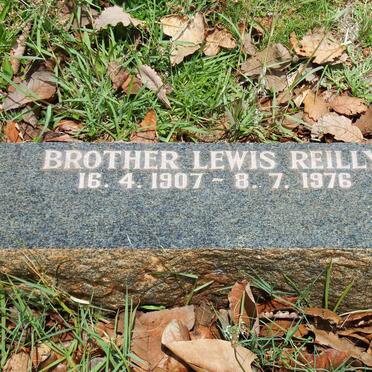 BROTHER LEWIS REILLY
16. 4. 1907 - 8. 7. 1976